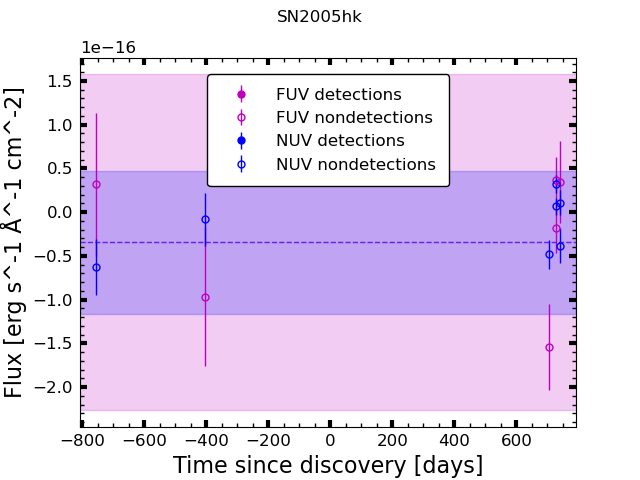 SN2005hk
1e−16
1.5
1.0
0.5
0.0
−0.5
−1.0
−1.5
−2.0
Flux [erg s^-1 Å^-1 cm^-2]
FUV detections
FUV nondetections
NUV detections
NUV nondetections
−800 −600 −400 −200 0 200 400 600
Time since discovery [days]